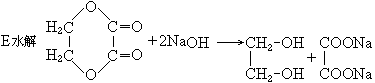 O
H₂C C=O
E水解 +2NaOH ⟶ CH₂-OH COONa
H₂C C=O +
O CH₂-OH COONa